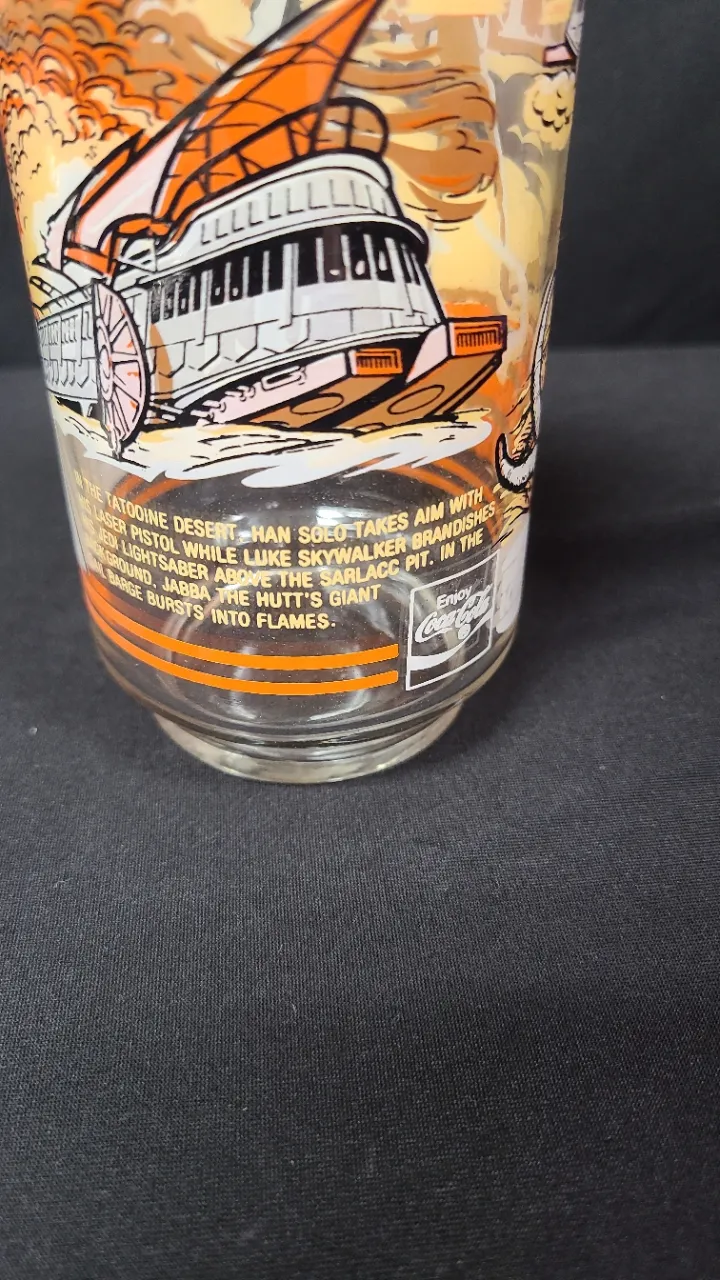 IN THE TATOOINE DESERT, HAN SOLO TAKES AIM WITH
LASER PISTOL WHILE LUKE SKYWALKER BRANDISHES
JEDI LIGHTSABER ABOVE THE SARLACC PIT. IN THE
JABBA THE HUTT'S GIANT
BARGE BURSTS INTO FLAMES.
Enjoy
Coca-Cola